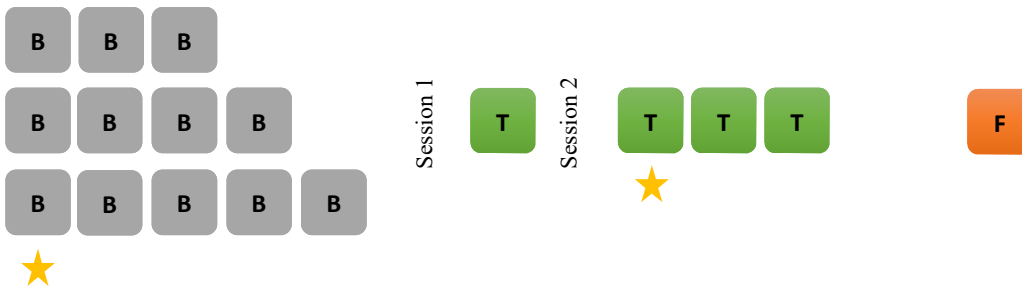 B B B
B B B B
Session 1
T
Session 2
T T T
F
B B B B B